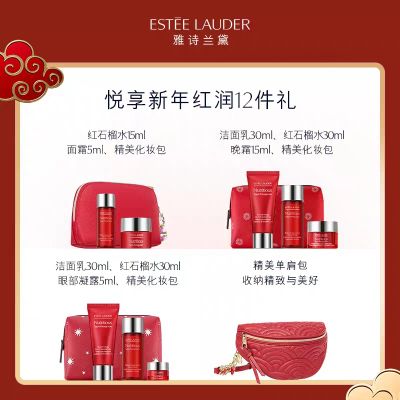 ESTĒE LAUDER
雅诗兰黛
悦享新年红润12件礼
红石榴水15ml
面霜5ml、精美化妆包
洁面乳30ml、红石榴水30ml
晚霜15ml、精美化妆包
洁面乳30ml、红石榴水30ml
眼部凝露5ml、精美化妆包
精美单肩包
收纳精致与美好
Nutritious
Nutritious
Nutritious
Nutritious